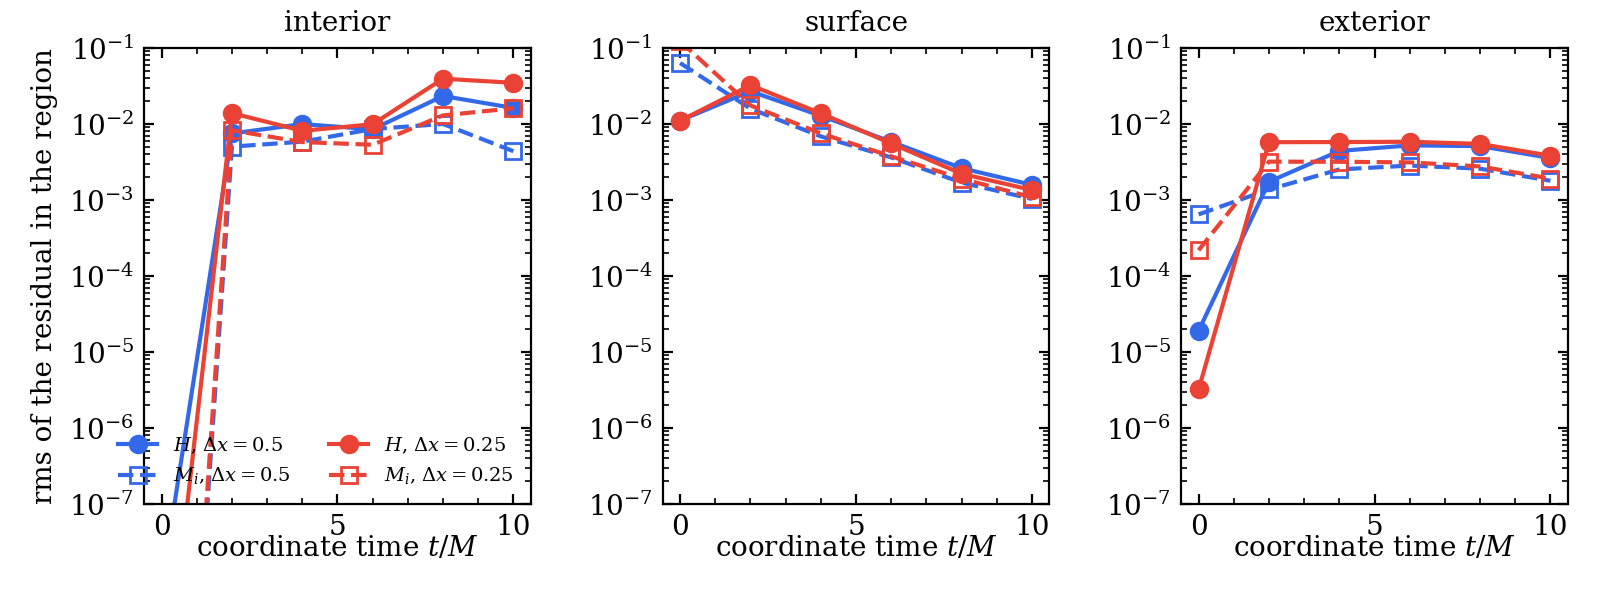 interior
surface
exterior
rms of the residual in the region
10⁻¹
10⁻²
10⁻³
10⁻⁴
10⁻⁵
10⁻⁶
10⁻⁷
0
5
10
coordinate time t/M
H, Δx = 0.5
M_i, Δx = 0.5
H, Δx = 0.25
M_i, Δx = 0.25
10⁻¹
10⁻²
10⁻³
10⁻⁴
10⁻⁵
10⁻⁶
10⁻⁷
0
5
10
coordinate time t/M
10⁻¹
10⁻²
10⁻³
10⁻⁴
10⁻�5
10⁻⁶
10⁻⁷
0
5
10
coordinate time t/M